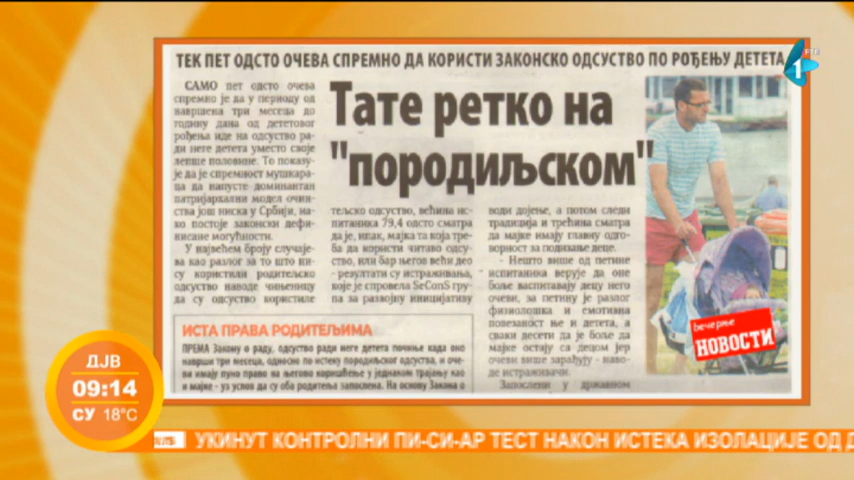 ТЕК ПЕТ ОДСТО ОЧЕВА СПРЕМНО ДА КОРИСТИ ЗАКОНСКО ОДСУСТВО ПО РОЂЕЊУ ДЕТЕТА
РТС
1
Тате ретко на
"породиљском"
САМО пет одсто очева
спремно је да у периоду од
навршена три месеца до
годину дана од дететовог
рођења иде на одсуство ра-
ди неге детета уместо своје
лепше половине. То показу-
је да је спремност мушкара-
ца да напусте доминантан
патријархални модел очин-
ства још ниска у Србији, иа-
ко постоје законски дефи-
нисане могућности.
У највећем броју случаје-
ва као разлог за то што ни-
су користили родитељско
одсуство наводе чињеницу
да су одсуство користиле
тељско одсуство, већина ис-
питаника 79,4 одсто сматра
да је, ипак, мајка та која тре-
ба да користи читаво одсу-
ство, или бар његов већи део -
резултати су истраживања,
које је спровела SeConS гру-
па за развојну иницијативу
води дојење, а потом следи
традиција и трећина сматра
да мајке имају главну одго-
ворност за подизање деце.
- Нешто више од петине
испитаника верује да оне
боље васпитавају децу него
очеви, за петину је разлог
физиолошка и емотивна
повезаност ње и детета, а
сваки десети да је боље да
мајке остају са децом јер
очеви више зарађују - наво-
де истраживачи.
Запослени у државном
ИСТА ПРАВА РОДИТЕЉИМА
ПРЕМА Закону о раду, одсуство ради неге детета почиње када оно
наврши три месеца, односно по истеку породиљског одсуства, и оче-
ви имају пуно право на његово коришћење у једнаком трајању као
и мајке - уз услов да су оба родитеља запослена. На основу Закона о
вечерње
НОВОСТИ
ДЈВ
09:14
СУ 18°C
УКИНУТ КОНТРОЛНИ ПИ-СИ-АР ТЕСТ НАКОН ИСТЕКА ИЗОЛАЦИЈЕ ОД Д